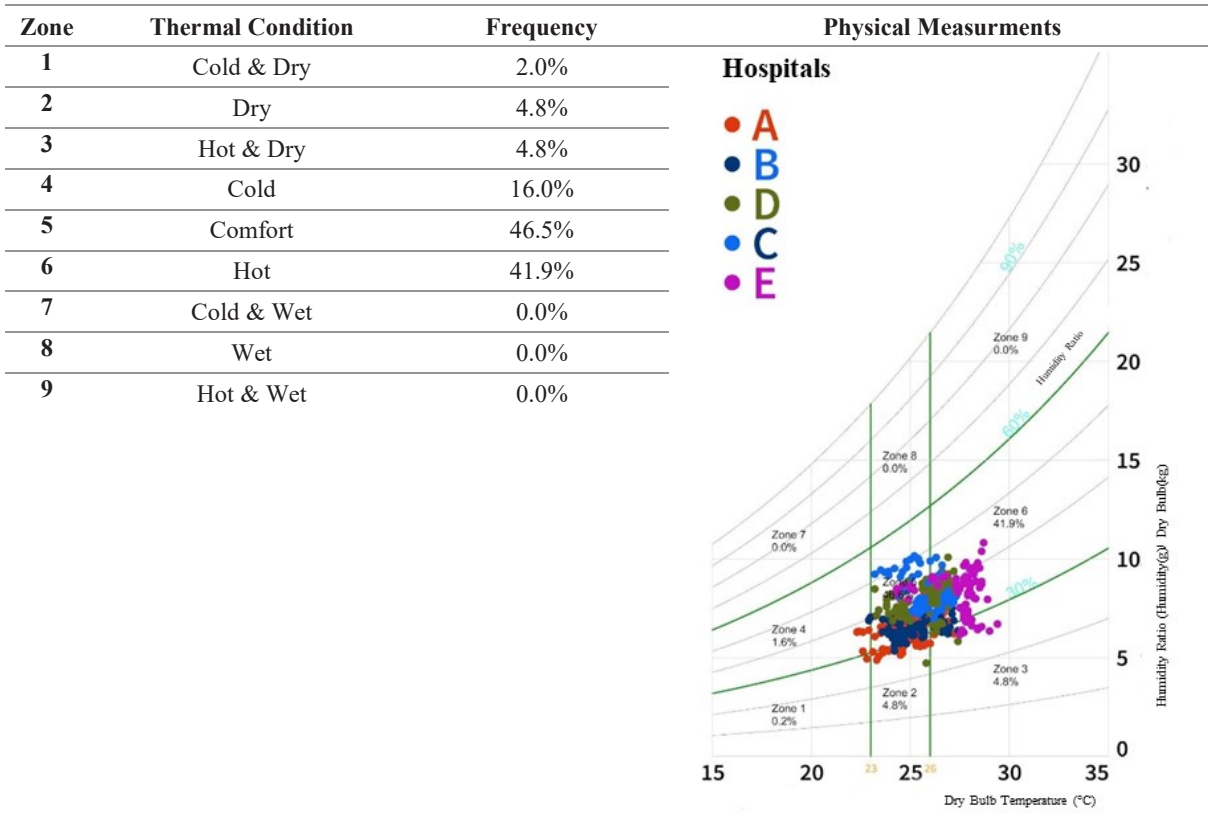 Zone Thermal Condition Frequency Physical Measurments
1 Cold & Dry 2.0%
2 Dry 4.8%
3 Hot & Dry 4.8%
4 Cold 16.0%
5 Comfort 46.5%
6 Hot 41.9%
7 Cold & Wet 0.0%
8 Wet 0.0%
9 Hot & Wet 0.0%
Hospitals
A
B
D
C
E
90%
Zone 9
0.0%
Humidity Ratio
60%
Zone 8
0.0%
Zone 6
41.9%
Zone 7
0.0%
30%
Zone 4
1.6%
Zone 3
4.8%
Zone 2
4.8%
Zone 1
0.2%
30
25
20
15
10
5
0
Humidity Ratio (Humidity(g)/ Dry Bulb(kg)
15 20 23 25 26 30 35
Dry Bulb Temperature (°C)